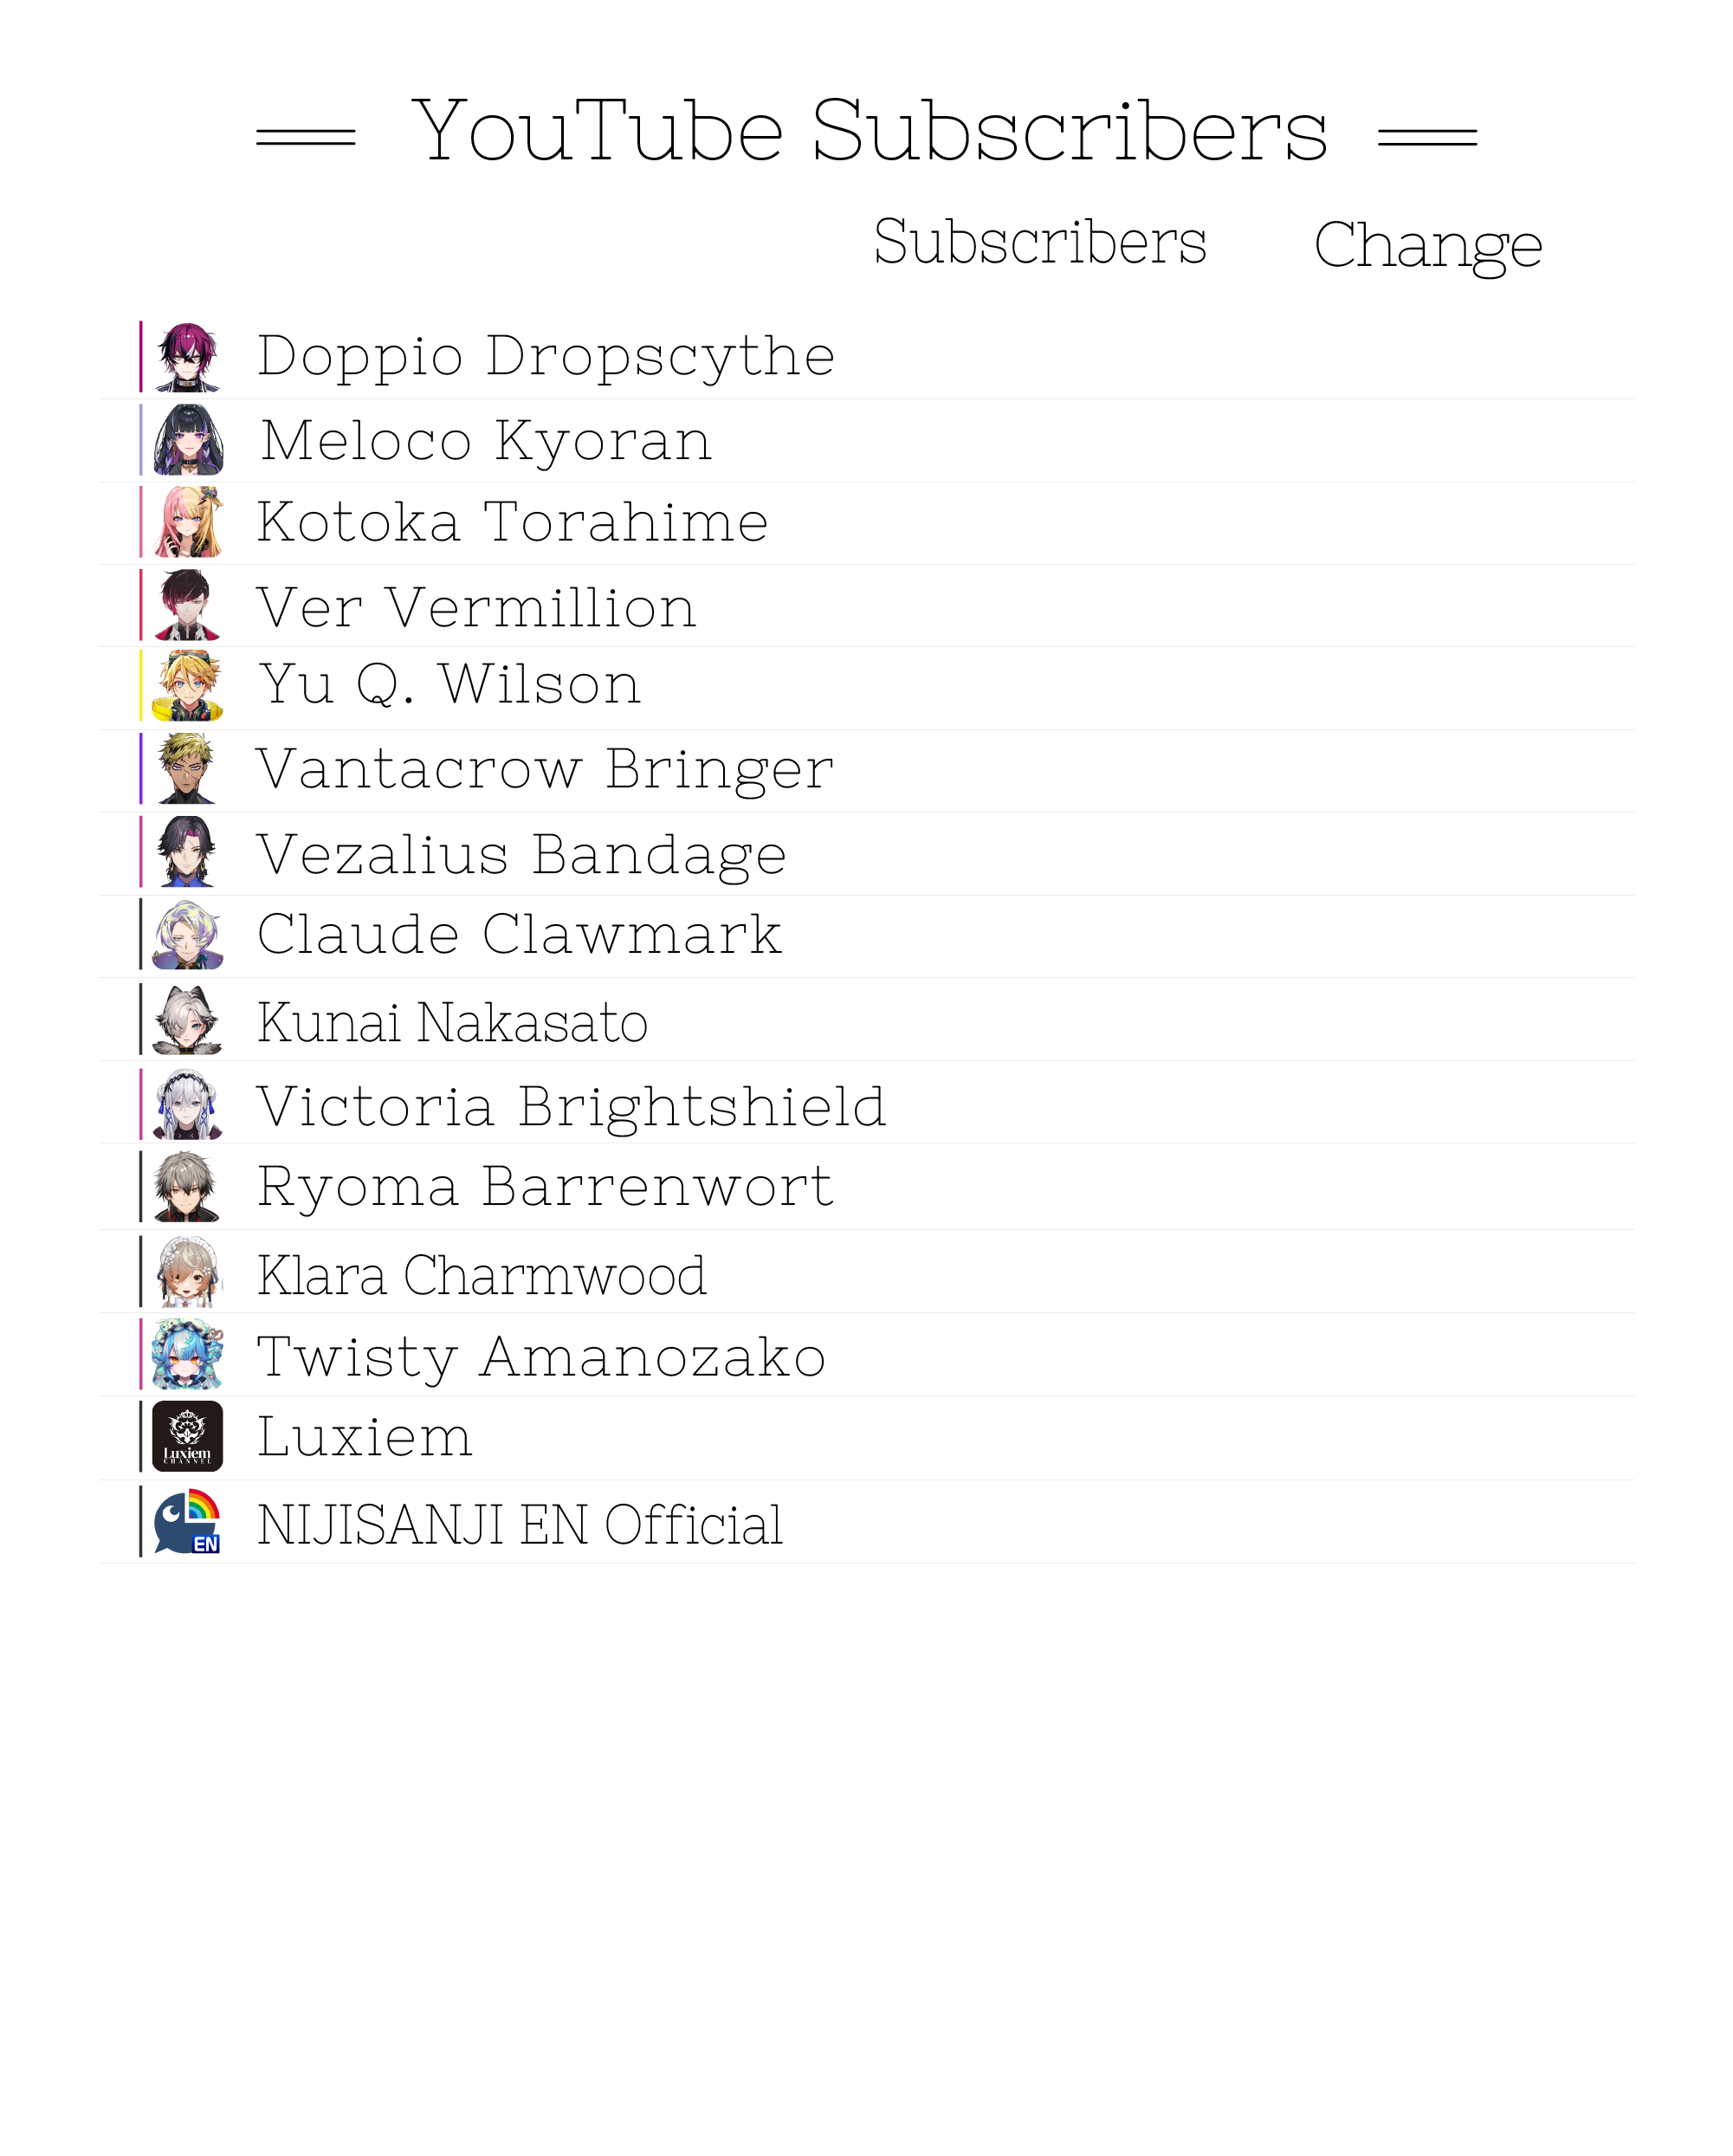 YouTube Subscribers
Subscribers Change
Doppio Dropscythe
Meloco Kyoran
Kotoka Torahime
Ver Vermillion
Yu Q. Wilson
Vantacrow Bringer
Vezalius Bandage
Claude Clawmark
Kunai Nakasato
Victoria Brightshield
Ryoma Barrenwort
Klara Charmwood
Twisty Amanozako
Luxiem
CHANNEL
Luxiem
EN
NIJISANJI EN Official